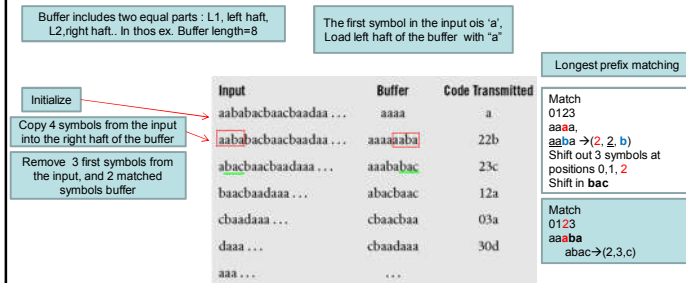 Buffer includes two equal parts : L1, left haft,
L2,right haft.. In thos ex. Buffer length=8
The first symbol in the input ois ‘a’,
Load left haft of the buffer with “a”
Longest prefix matching
Input Buffer Code Transmitted
Initialize
aababacbaacbaadaa ... aaaa a
Copy 4 symbols from the input
into the right haft of the buffer
aababacbaacbaadaa ... aaaaaaba 22b
Remove 3 first symbols from
the input, and 2 matched
symbols buffer
abacbaacbaadaaa ... aaababac 23c
baacbaadaaa ... abacbaac 12a
cbaadaaa ... cbaacbaa 03a
daaa ... cbaadaaa 30d
aaa ... ...
Match
0123
aaaa,
aaba →(2, 2, b)
Shift out 3 symbols at
positions 0,1, 2
Shift in bac
Match
0123
aaaba
abac→(2,3,c)